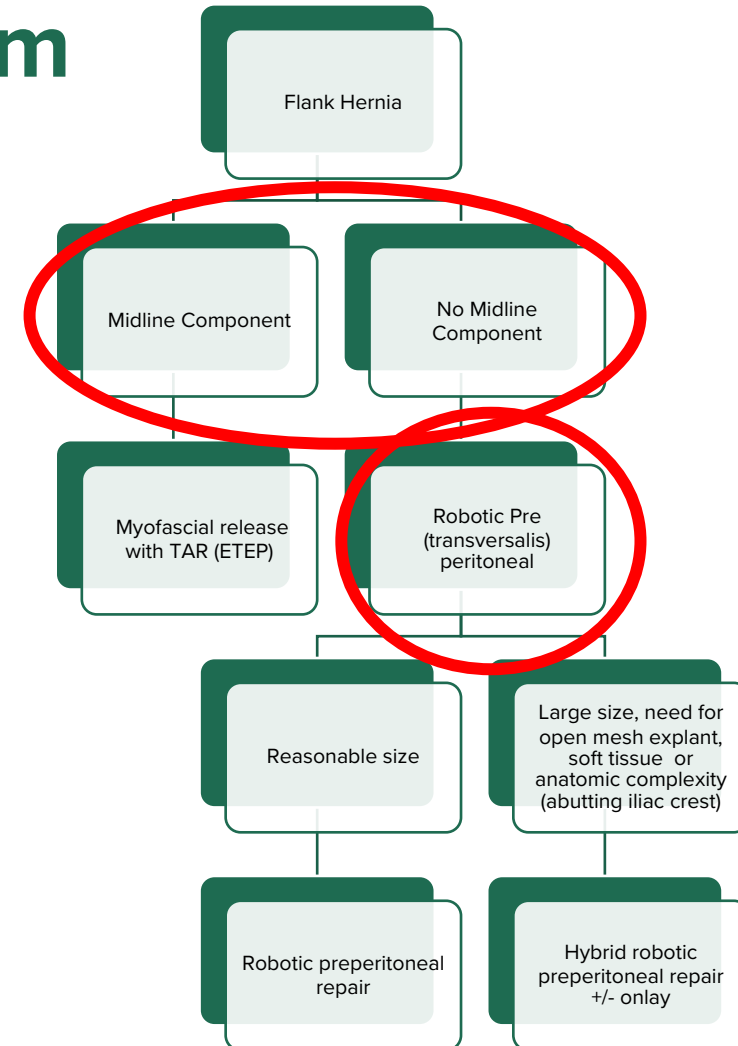 m
Flank Hernia
Midline Component
No Midline
Component
Myofascial release
with TAR (ETEP)
Robotic Pre
(transversalis)
peritoneal
Reasonable size
Large size, need for
open mesh explant,
soft tissue or
anatomic complexity
(abutting iliac crest)
Robotic preperitoneal
repair
Hybrid robotic
preperitoneal repair
+/- onlay